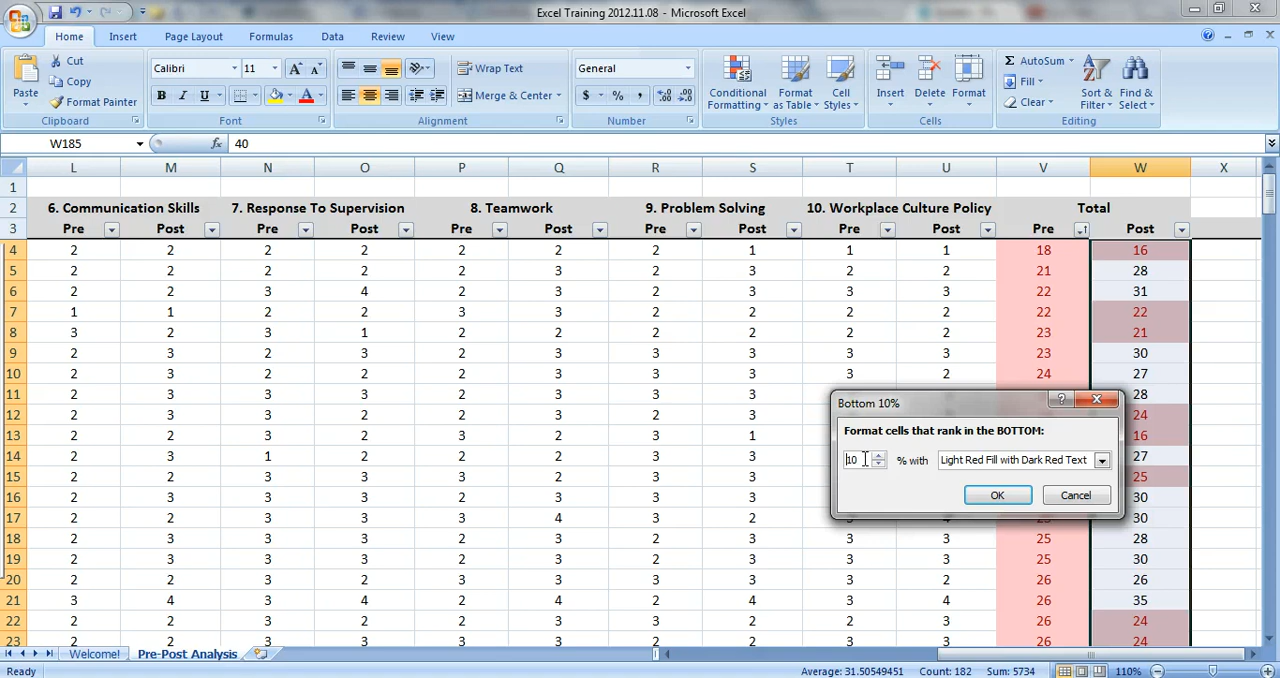 Excel Training 2012.11.08 - Microsoft Excel
Home Insert Page Layout Formulas Data Review View
Paste Cut Copy Format Painter Clipboard
Calibri 11 A A B I U A Font
Wrap Text Merge & Center Alignment
General $ % , Number
Conditional Formatting Format as Table Cell Styles Styles
Insert Delete Format Cells
Σ AutoSum Fill Clear Sort & Filter Find & Select Editing
W185 fx 40
L M N O P Q R S T U V W X
1
2 6. Communication Skills 7. Response To Supervision 8. Teamwork 9. Problem Solving 10. Workplace Culture Policy Total
3 Pre Post Pre Post Pre Post Pre Post Pre Post Pre Post
4 2 2 2 2 2 2 2 1 1 1 18 16
5 2 2 2 2 2 3 2 3 2 2 21 28
6 2 2 3 4 2 3 2 3 3 3 22 31
7 1 1 2 2 3 3 2 2 2 2 22 22
8 3 2 3 1 2 2 2 2 2 2 23 21
9 2 3 2 3 2 3 3 3 3 3 23 30
10 2 3 2 2 2 3 2 3 3 2 24 27
11 2 3 2 2 2 3 2 3 28
12 2 2 3 2 2 3 2 3 24
13 2 2 3 2 3 2 3 1 16
14 2 3 1 2 2 3 3 3 27
15 2 2 3 3 3 2 3 3 25
16 2 2 3 3 3 3 3 3 30
17 2 2 3 3 3 4 3 2 30
18 2 3 3 3 2 3 2 3 3 3 25 28
19 2 3 3 3 2 3 2 3 3 3 25 30
20 2 2 3 2 2 3 3 3 3 2 26 26
21 3 4 3 4 2 4 2 4 3 4 26 35
22 2 2 3 2 2 3 3 2 2 3 26 24
23 2 2 3 3 3 3 2 2 3 3 26 24
Bottom 10%
Format cells that rank in the BOTTOM:
10 % with Light Red Fill with Dark Red Text
OK Cancel
Welcome! Pre-Post Analysis
Ready Average: 31.50549451 Count: 182 Sum: 5734 110%